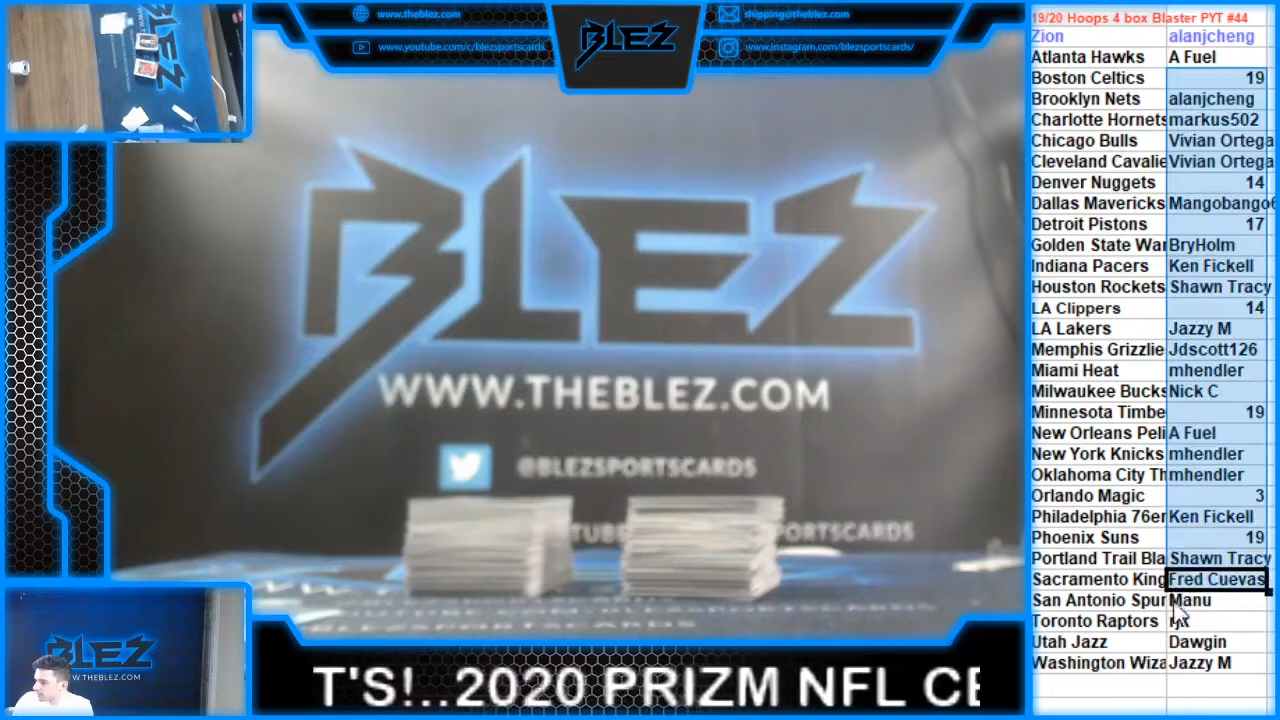 www.theblez.com
www.youtube.com/c/blezsportscards
BLEZ
shipping@theblez.com
www.instagram.com/blezsportscards/
BLEZ
WWW.THEBLEZ.COM
@BLEZSPORTSCARDS
BLEZ
WWW.THEBLEZ.COM
T'S!..2020 PRIZM NFL CE
19/20 Hoops 4 box Blaster PYT #44
Zion alanjcheng
Atlanta Hawks A Fuel
Boston Celtics 19
Brooklyn Nets alanjcheng
Charlotte Hornets markus502
Chicago Bulls Vivian Ortega
Cleveland Cavalie Vivian Ortega
Denver Nuggets 14
Dallas Mavericks Mangobango6
Detroit Pistons 17
Golden State War BryHolm
Indiana Pacers Ken Fickell
Houston Rockets Shawn Tracy
LA Clippers 14
LA Lakers Jazzy M
Memphis Grizzlie Jdscott126
Miami Heat mhendler
Milwaukee Bucks Nick C
Minnesota Timbe 19
New Orleans Peli A Fuel
New York Knicks mhendler
Oklahoma City Th mhendler
Orlando Magic 3
Philadelphia 76er Ken Fickell
Phoenix Suns 19
Portland Trail Bla Shawn Tracy
Sacramento King Fred Cuevas
San Antonio Spur Manu
Toronto Raptors
Utah Jazz Dawgin
Washington Wiza Jazzy M